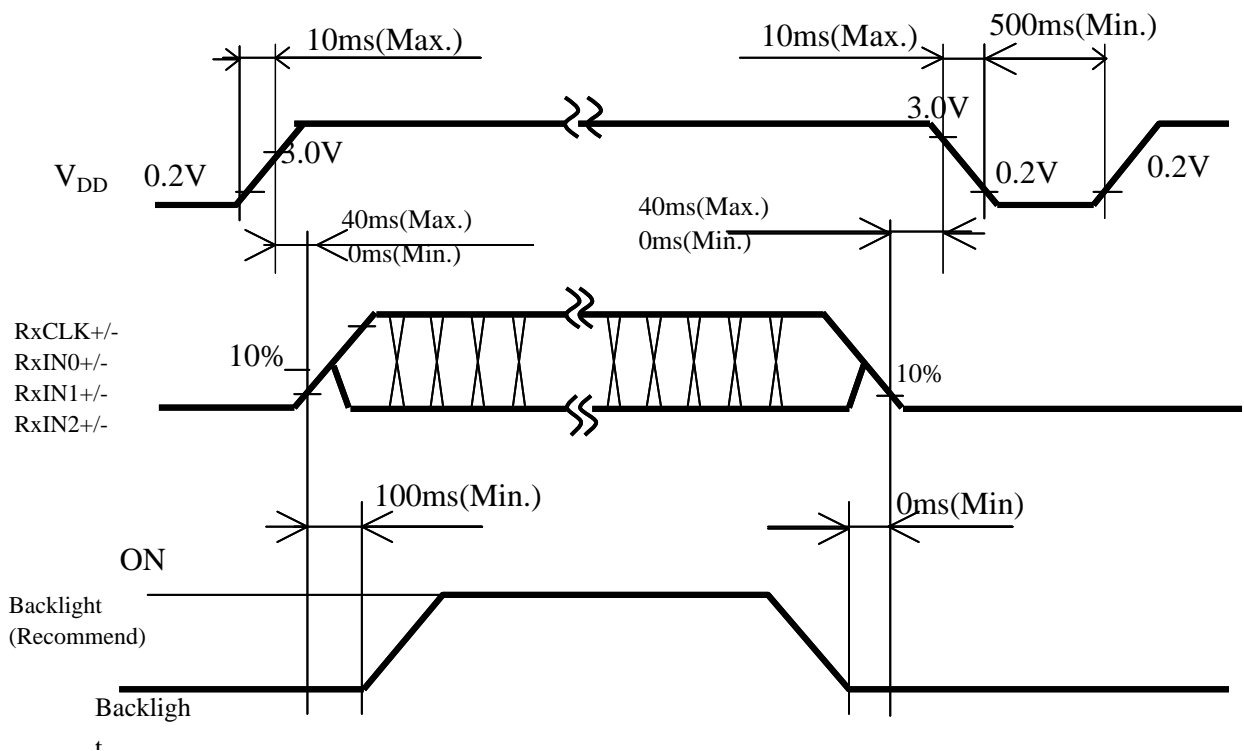 10ms(Max.)
10ms(Max.)
500ms(Min.)
3.0V
3.0V
VDD
0.2V
0.2V
0.2V
40ms(Max.)
0ms(Min.)
40ms(Max.)
0ms(Min.)
RxCLK+/-
RxIN0+/-
RxIN1+/-
RxIN2+/-
10%
10%
100ms(Min.)
0ms(Min)
ON
Backlight
(Recommend)
Backligh
t